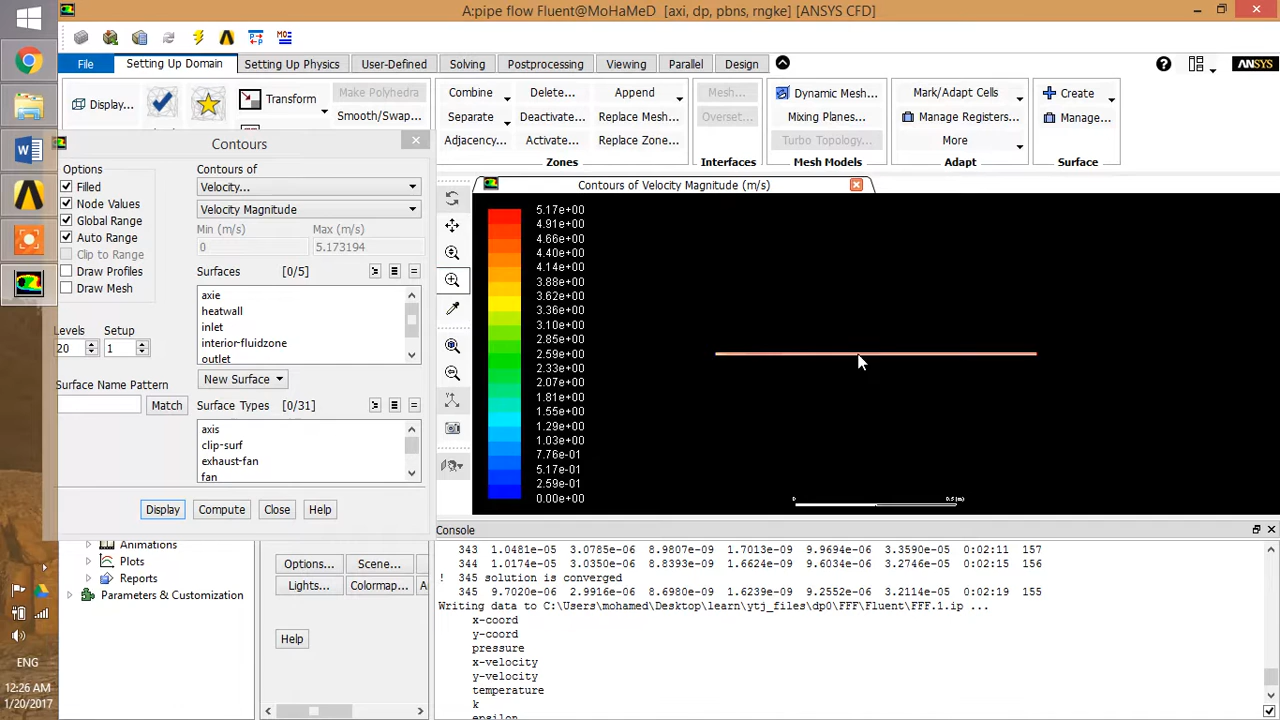 A:pipe flow Fluent@MoHaMeD [axi, dp, pbns, rngke] [ANSYS CFD]
File
Setting Up Domain
Setting Up Physics
User-Defined
Solving
Postprocessing
Viewing
Parallel
Design
ANSYS
Display...
Transform
Make Polyhedra
Smooth/Swap...
Combine
Delete...
Append
Separate
Deactivate...
Replace Mesh...
Adjacency...
Activate...
Replace Zone...
Zones
Mesh...
Overset...
Interfaces
Dynamic Mesh...
Mixing Planes...
Turbo Topology...
Mesh Models
Mark/Adapt Cells
Manage Registers...
More
Adapt
Create
Manage...
Surface
Contours
Options
Filled
Node Values
Global Range
Auto Range
Clip to Range
Draw Profiles
Draw Mesh
Levels
Setup
20
1
Surface Name Pattern
Match
Contours of
Velocity...
Velocity Magnitude
Min (m/s)
Max (m/s)
0
5.173194
Surfaces [0/5]
axie
heatwall
inlet
interior-fluidzone
outlet
New Surface
Surface Types [0/31]
axis
clip-surf
exhaust-fan
fan
Display
Compute
Close
Help
Contours of Velocity Magnitude (m/s)
5.17e+00
4.91e+00
4.66e+00
4.40e+00
4.14e+00
3.88e+00
3.62e+00
3.36e+00
3.10e+00
2.85e+00
2.59e+00
2.33e+00
2.07e+00
1.81e+00
1.55e+00
1.29e+00
1.03e+00
7.76e-01
5.17e-01
2.59e-01
0.00e+00
0
0.5 (m)
Animations
Plots
Reports
Parameters & Customization
Options...
Scene...
Lights...
Colormap...
Help
Console
343 1.0481e-05 3.0785e-06 8.9807e-09 1.7013e-09 9.9694e-06 3.3590e-05 0:02:11 157
344 1.0174e-05 3.0350e-06 8.8393e-09 1.6624e-09 9.6034e-06 3.2746e-05 0:02:15 156
! 345 solution is converged
345 9.7020e-06 2.9916e-06 8.6980e-09 1.6239e-09 9.2552e-06 3.2114e-05 0:02:19 155
Writing data to C:\Users\mohamed\Desktop\learn\ytj_files\dp0\FFF\Fluent\FFF.1.ip ...
x-coord
y-coord
pressure
x-velocity
y-velocity
temperature
k
epsilon
ENG
12:26 AM
1/20/2017